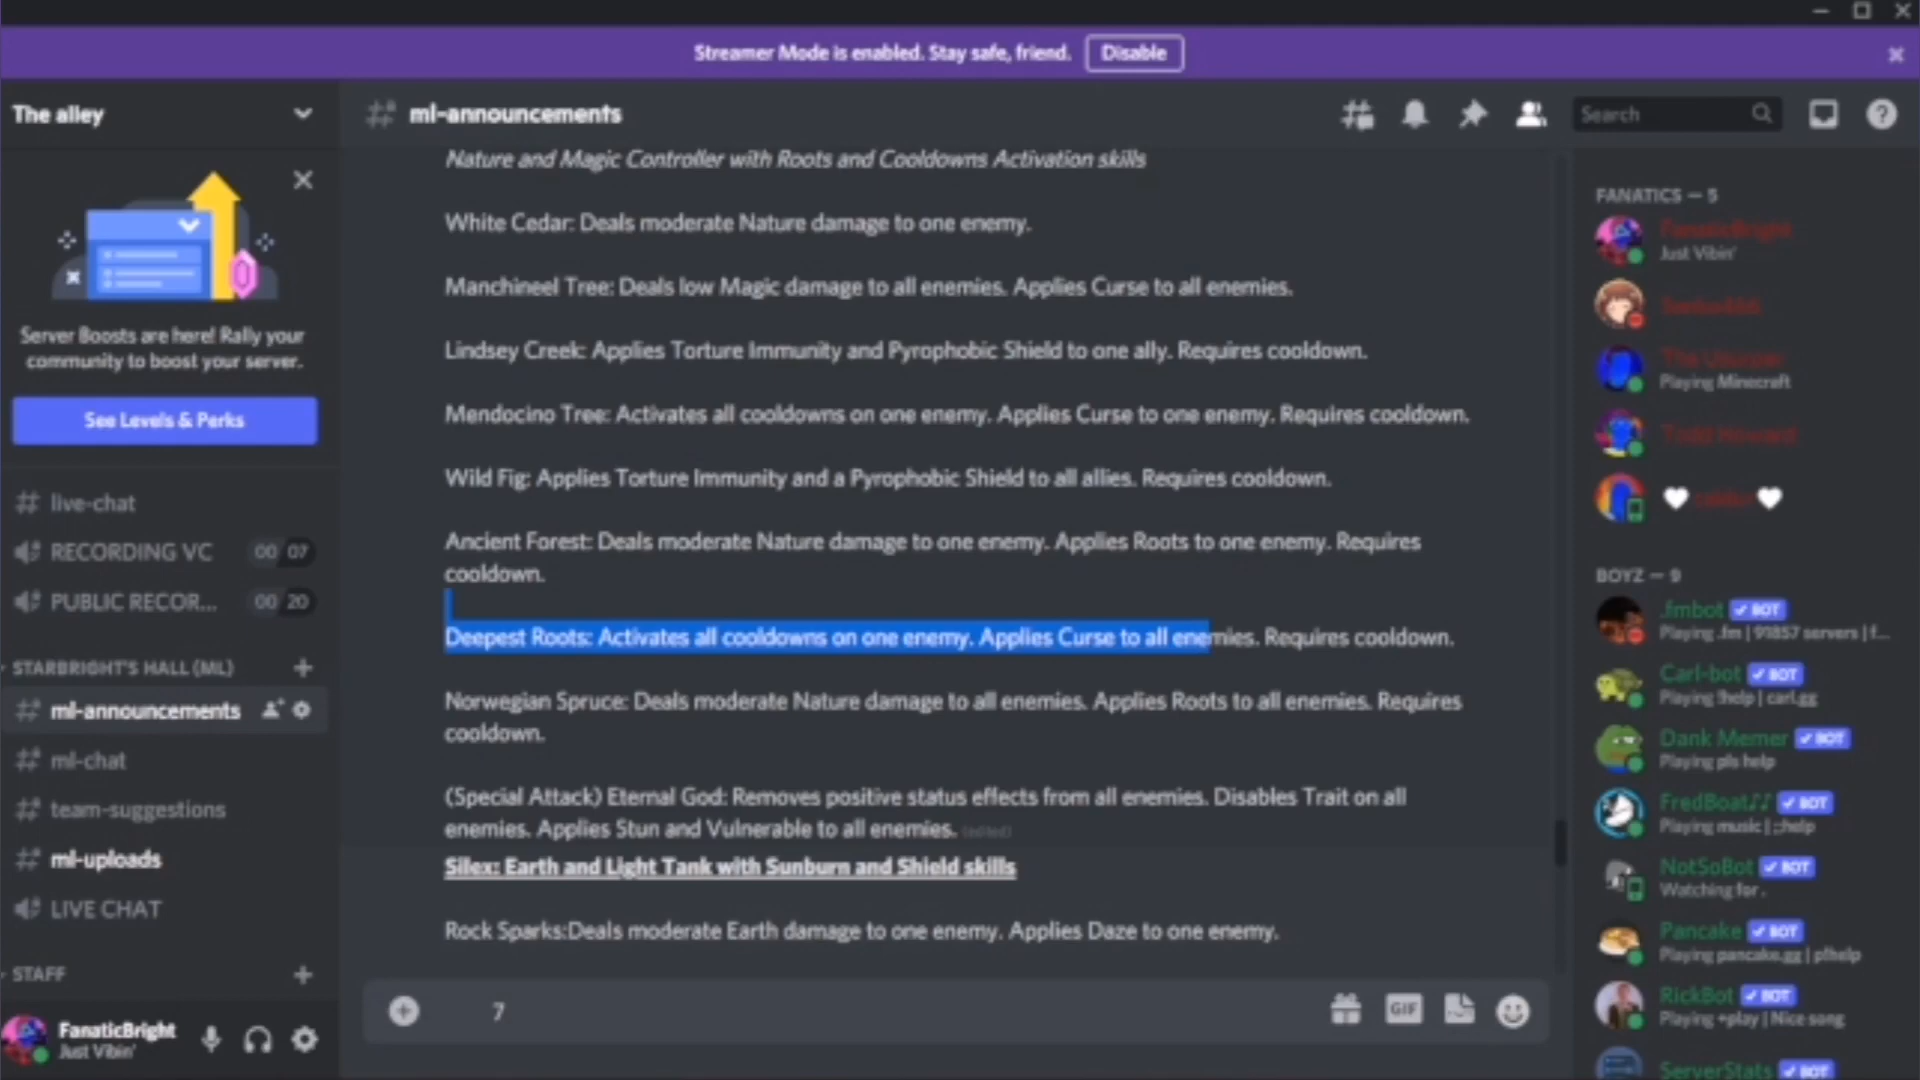 Streamer Mode is enabled. Stay safe, friend. Disable
The alley
Server Boosts are here! Rally your
community to boost your server.
See Levels & Perks
live-chat
RECORDING VC 00 07
PUBLIC RECOR... 00 20
STARBRIGHT'S HALL (ML)
ml-announcements
ml-chat
team-suggestions
ml-uploads
LIVE CHAT
STAFF
FanaticBright
Just Vibin'
ml-announcements
Search
Nature and Magic Controller with Roots and Cooldowns Activation skills
White Cedar: Deals moderate Nature damage to one enemy.
Manchineel Tree: Deals low Magic damage to all enemies. Applies Curse to all enemies.
Lindsey Creek: Applies Torture Immunity and Pyrophobic Shield to one ally. Requires cooldown.
Mendocino Tree: Activates all cooldowns on one enemy. Applies Curse to one enemy. Requires cooldown.
Wild Fig: Applies Torture Immunity and a Pyrophobic Shield to all allies. Requires cooldown.
Ancient Forest: Deals moderate Nature damage to one enemy. Applies Roots to one enemy. Requires
cooldown.
Deepest Roots: Activates all cooldowns on one enemy. Applies Curse to all enemies. Requires cooldown.
Norwegian Spruce: Deals moderate Nature damage to all enemies. Applies Roots to all enemies. Requires
cooldown.
(Special Attack) Eternal God: Removes positive status effects from all enemies. Disables Trait on all
enemies. Applies Stun and Vulnerable to all enemies. (edited)
Silex: Earth and Light Tank with Sunburn and Shield skills
Rock Sparks:Deals moderate Earth damage to one enemy. Applies Daze to one enemy.
7
GIF
FANATICS — 5
FanaticBright
Just Vibin'
The Usurper
Playing Minecraft
Todd Howard
BOYZ — 9
.fmbot BOT
Playing .fm | 91857 servers | f...
Carl-bot BOT
Playing !help | carl.gg
Dank Memer BOT
Playing pls help
FredBoat♪♪ BOT
Playing music | ;;help
NotSoBot BOT
Watching for .
Pancake BOT
Playing pancake.gg | p!help
RickBot BOT
Playing +play | Nice song
ServerStats BOT